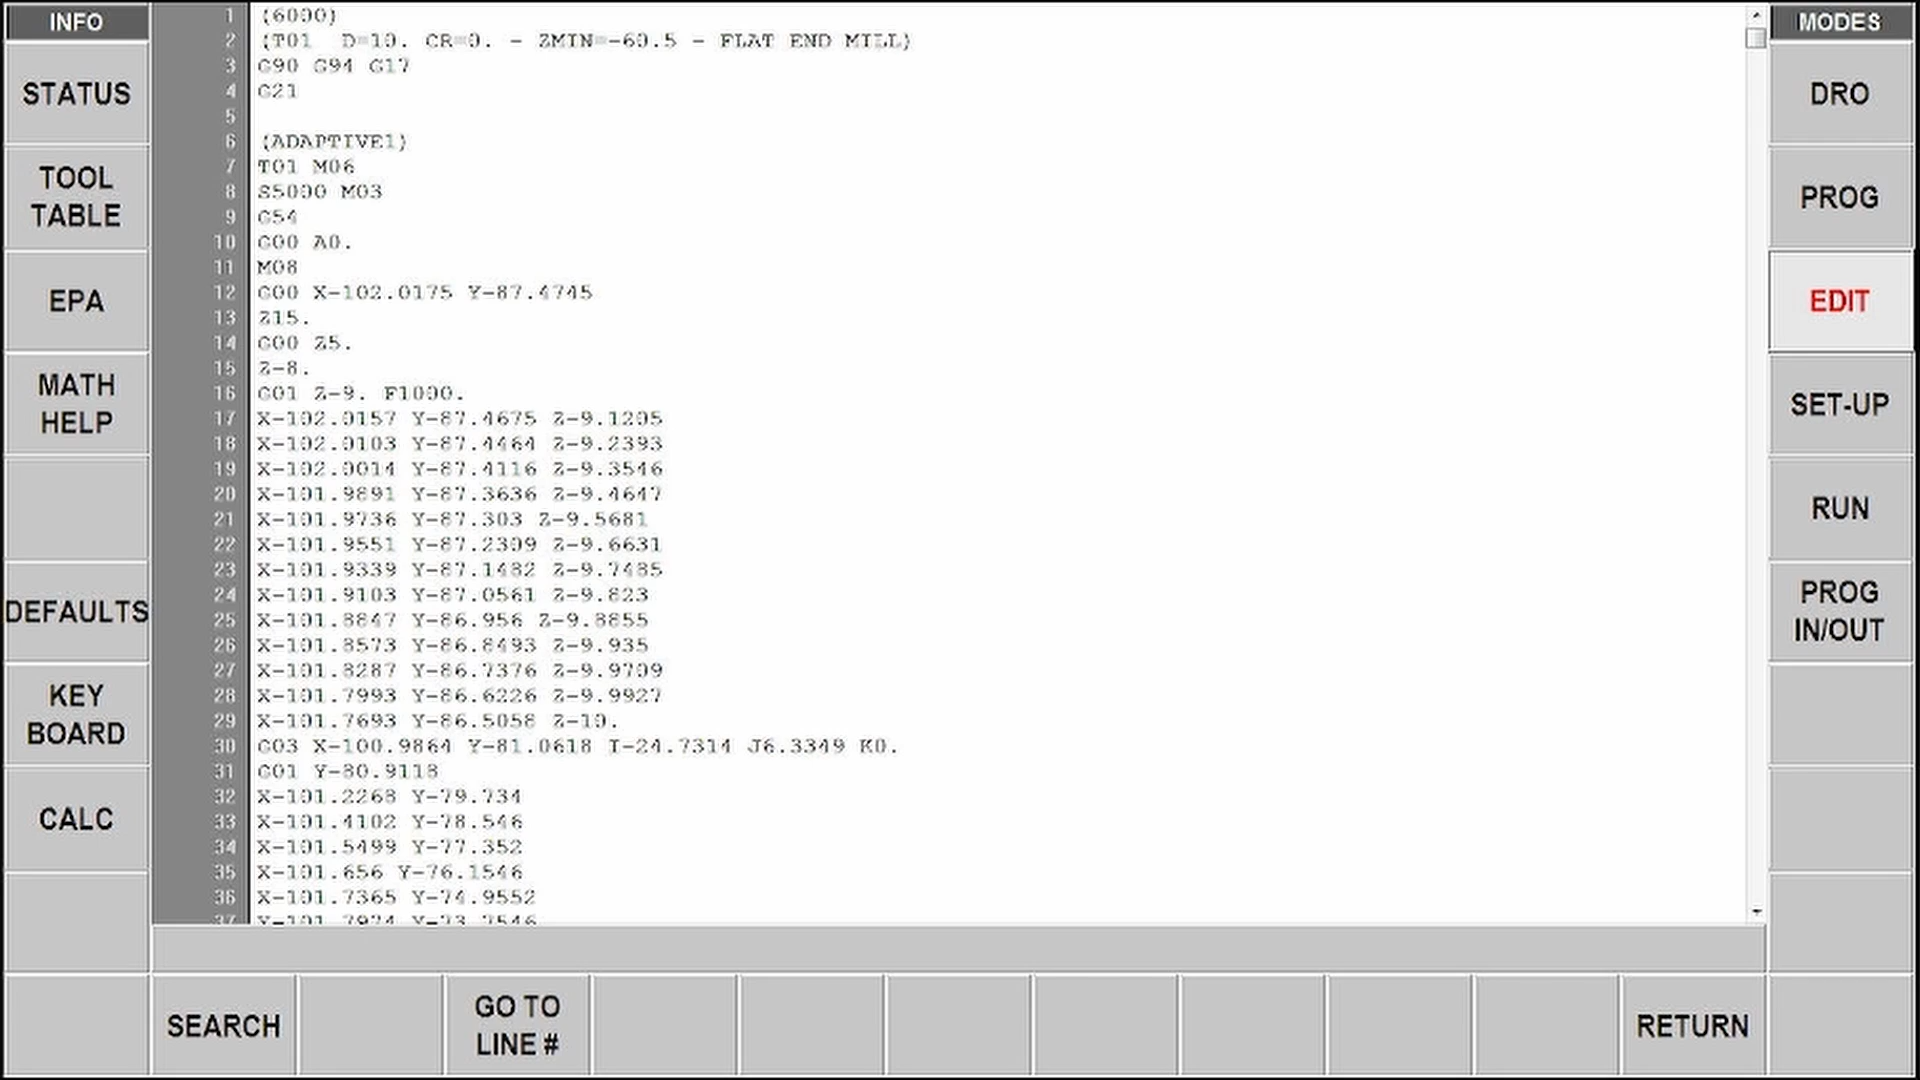 INFO
STATUS
TOOL
TABLE
EPA
MATH
HELP
DEFAULTS
KEY
BOARD
CALC
1 (6000)
2 (T01 D=10. CR=0. - ZMIN=-60.5 - FLAT END MILL)
3 G90 G94 G17
4 G21
5
6 (ADAPTIVE1)
7 T01 M06
8 S5000 M03
9 G54
10 G00 A0.
11 M08
12 G00 X-102.0175 Y-87.4745
13 Z15.
14 G00 Z5.
15 Z-8.
16 G01 Z-9. F1000.
17 X-102.0157 Y-87.4675 Z-9.1205
18 X-102.0103 Y-87.4464 Z-9.2393
19 X-102.0014 Y-87.4116 Z-9.3546
20 X-101.9891 Y-87.3636 Z-9.4647
21 X-101.9736 Y-87.303 Z-9.5681
22 X-101.9551 Y-87.2309 Z-9.6631
23 X-101.9339 Y-87.1482 Z-9.7485
24 X-101.9103 Y-87.0561 Z-9.823
25 X-101.8847 Y-86.956 Z-9.8855
26 X-101.8573 Y-86.8493 Z-9.935
27 X-101.8287 Y-86.7376 Z-9.9709
28 X-101.7993 Y-86.6226 Z-9.9927
29 X-101.7693 Y-86.5058 Z-10.
30 G03 X-100.9864 Y-81.0618 I-24.7314 J6.3349 K0.
31 G01 Y-80.9118
32 X-101.2268 Y-79.734
33 X-101.4102 Y-78.546
34 X-101.5499 Y-77.352
35 X-101.656 Y-76.1546
36 X-101.7365 Y-74.9552
37 X-101.7974 Y-73.7546
MODES
DRO
PROG
EDIT
SET-UP
RUN
PROG
IN/OUT
SEARCH
GO TO
LINE #
RETURN